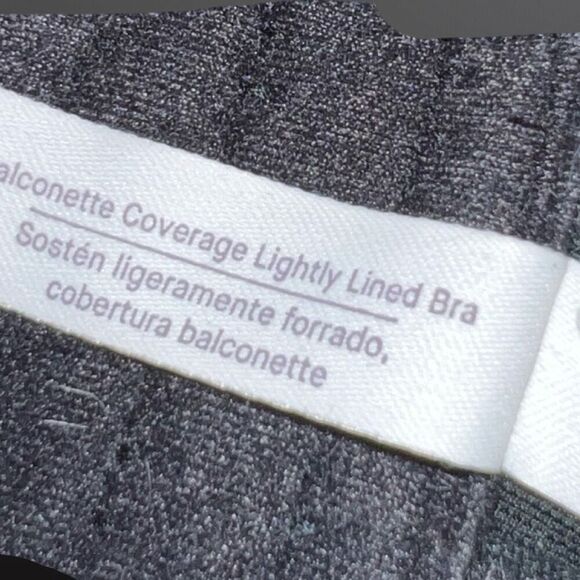 alconette Coverage Lightly Lined Bra
Sostén ligeramente forrado,
cobertura balconette